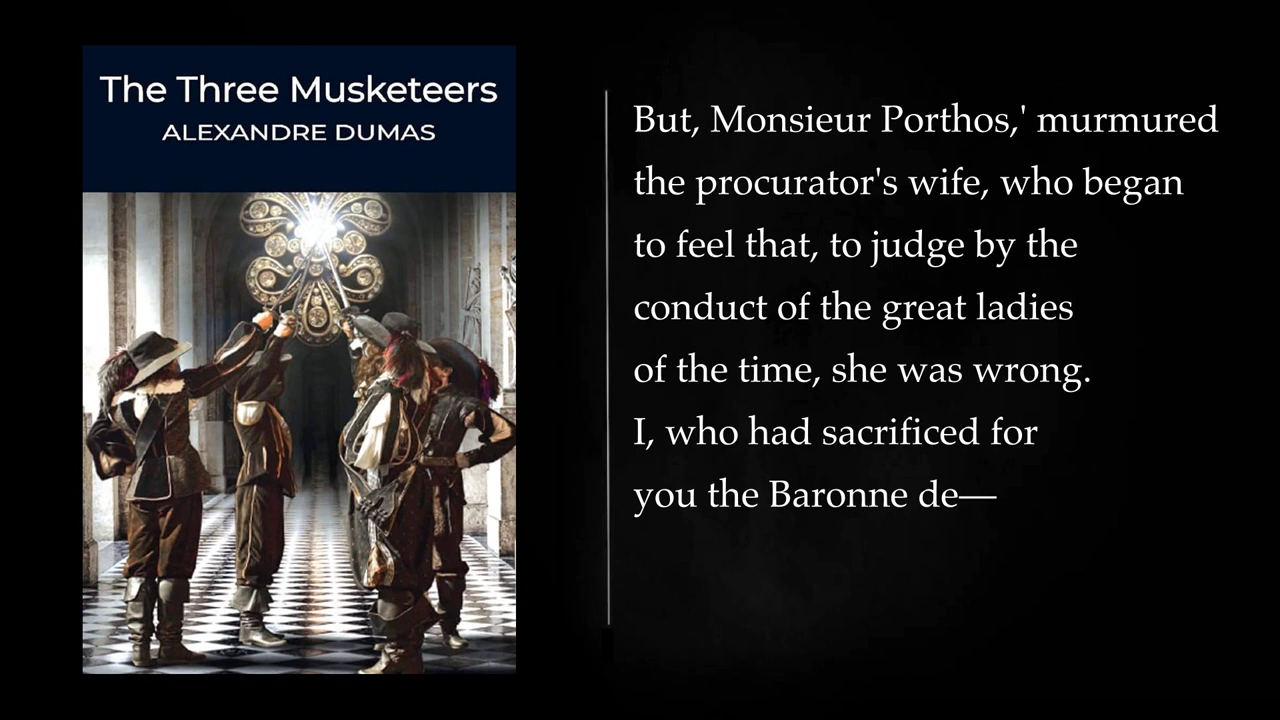 The Three Musketeers
ALEXANDRE DUMAS
But, Monsieur Porthos,' murmured
the procurator's wife, who began
to feel that, to judge by the
conduct of the great ladies
of the time, she was wrong.
I, who had sacrificed for
you the Baronne de—